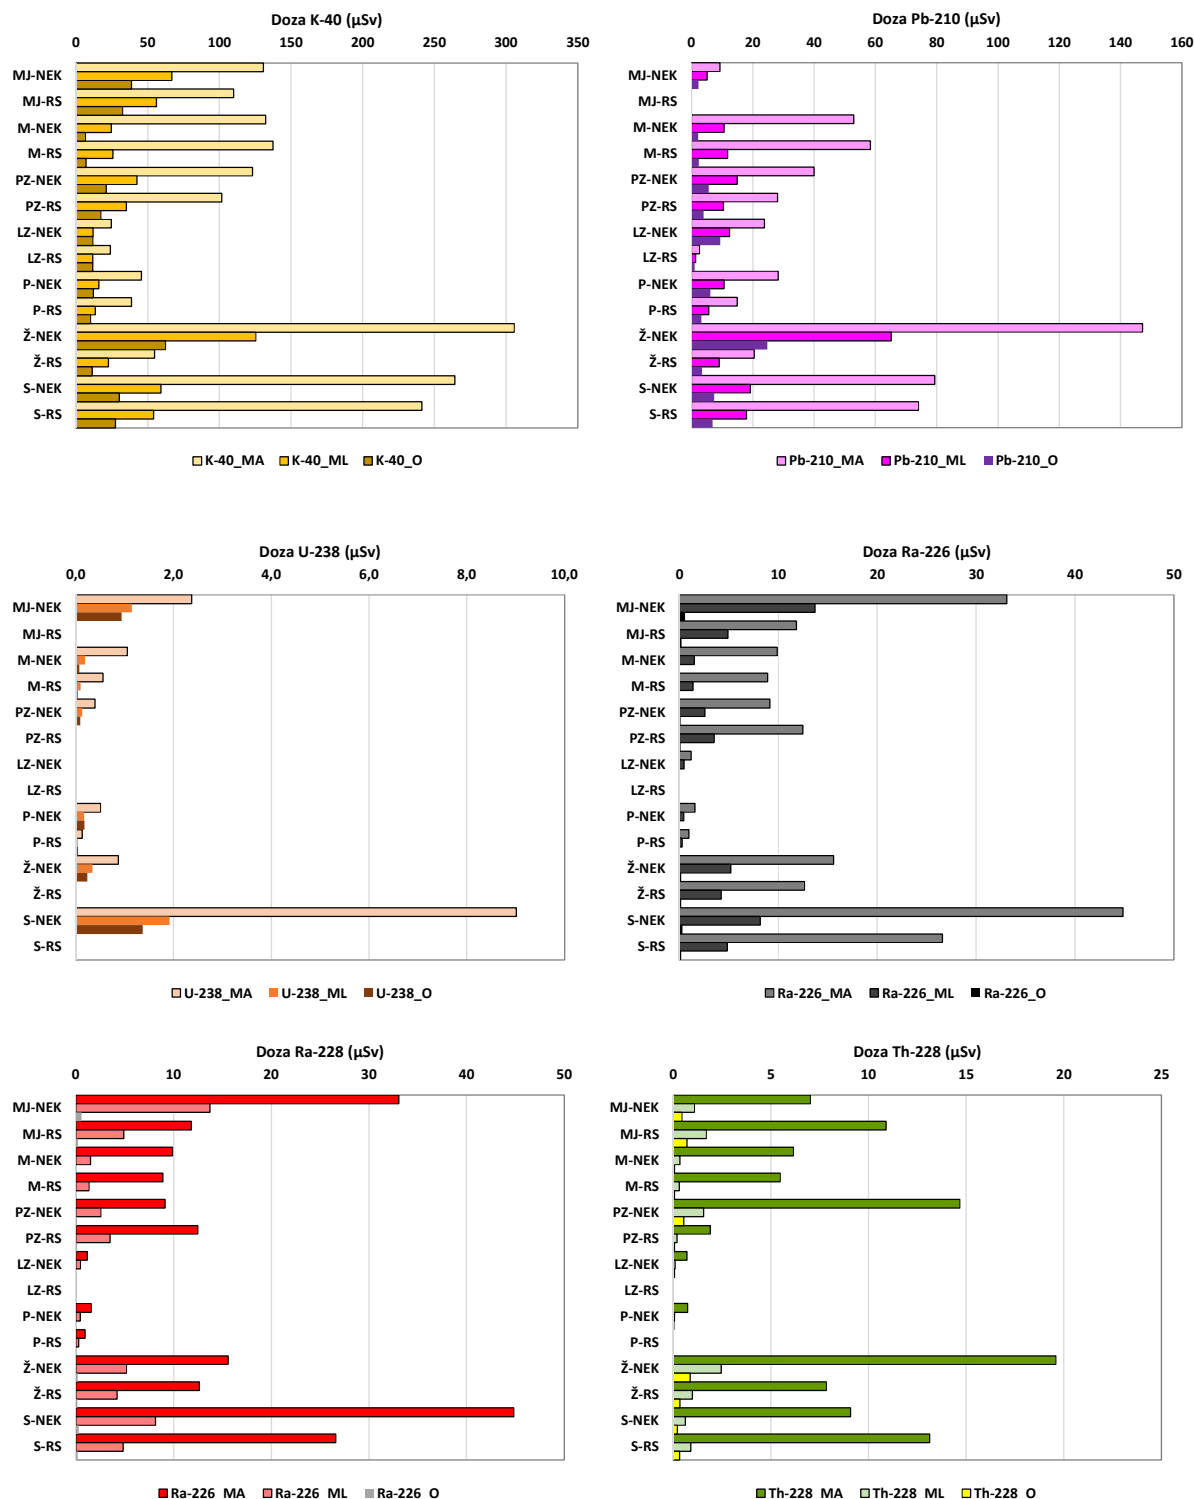 Doza K-40 (µSv)
0 50 100 150 200 250 300 350
MJ-NEK
MJ-RS
M-NEK
M-RS
PZ-NEK
PZ-RS
LZ-NEK
LZ-RS
P-NEK
P-RS
Ž-NEK
Ž-RS
S-NEK
S-RS
K-40_MA K-40_ML K-40_O
Doza Pb-210 (µSv)
0 20 40 60 80 100 120 140 160
MJ-NEK
MJ-RS
M-NEK
M-RS
PZ-NEK
PZ-RS
LZ-NEK
LZ-RS
P-NEK
P-RS
Ž-NEK
Ž-RS
S-NEK
S-RS
Pb-210_MA Pb-210_ML Pb-210_O
Doza U-238 (µSv)
0,0 2,0 4,0 6,0 8,0 10,0
MJ-NEK
MJ-RS
M-NEK
M-RS
PZ-NEK
PZ-RS
LZ-NEK
LZ-RS
P-NEK
P-RS
Ž-NEK
Ž-RS
S-NEK
S-RS
U-238_MA U-238_ML U-238_O
Doza Ra-226 (µSv)
0 10 20 30 40 50
MJ-NEK
MJ-RS
M-NEK
M-RS
PZ-NEK
PZ-RS
LZ-NEK
LZ-RS
P-NEK
P-RS
Ž-NEK
Ž-RS
S-NEK
S-RS
Ra-226_MA Ra-226_ML Ra-226_O
Doza Ra-228 (µSv)
0 10 20 30 40 50
MJ-NEK
MJ-RS
M-NEK
M-RS
PZ-NEK
PZ-RS
LZ-NEK
LZ-RS
P-NEK
P-RS
Ž-NEK
Ž-RS
S-NEK
S-RS
Ra-226 MA Ra-226 ML Ra-226 O
Doza Th-228 (µSv)
0 5 10 15 20 25
MJ-NEK
MJ-RS
M-NEK
M-RS
PZ-NEK
PZ-RS
LZ-NEK
LZ-RS
P-NEK
P-RS
Ž-NEK
Ž-RS
S-NEK
S-RS
Th-228 MA Th-228 ML Th-228 O